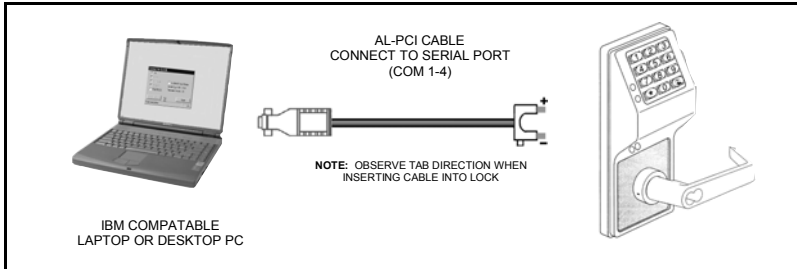 AL-PCI CABLE
CONNECT TO SERIAL PORT
(COM 1-4)
+
–
NOTE: OBSERVE TAB DIRECTION WHEN
INSERTING CABLE INTO LOCK
IBM COMPATABLE
LAPTOP OR DESKTOP PC